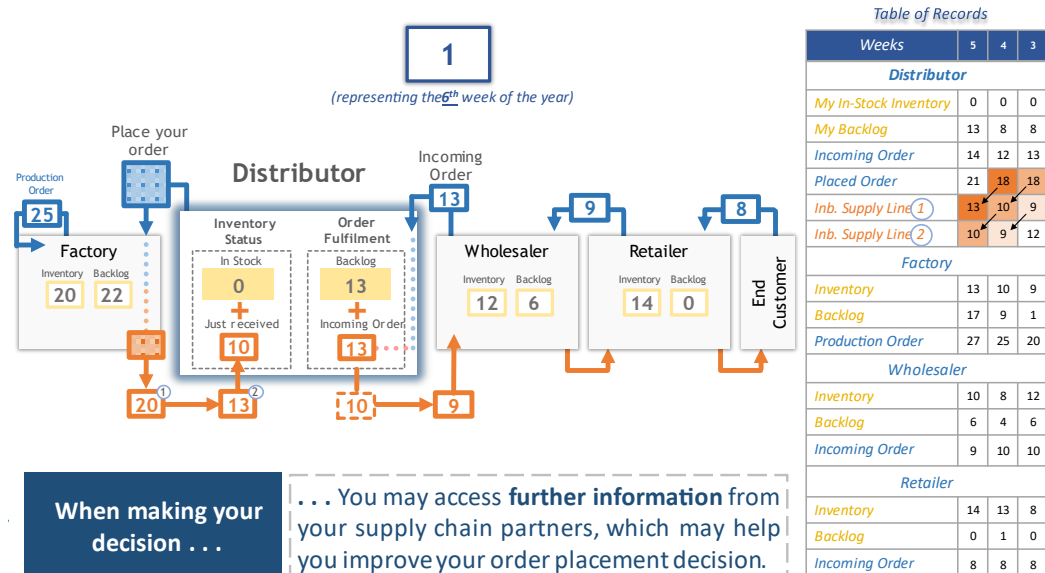 Table of Records
1
(representing the 6th week of the year)
Weeks 5 4 3
Distributor
My In-Stock Inventory 0 0 0
My Backlog 13 8 8
Incoming Order 14 12 13
Placed Order 21 18 18
Inb. Supply Line 1 13 10 9
Inb. Supply Line 2 10 9 12
Factory
Inventory 13 10 9
Backlog 17 9 1
Production Order 27 25 20
Wholesaler
Inventory 10 8 12
Backlog 6 4 6
Incoming Order 9 10 10
Retailer
Inventory 14 13 8
Backlog 0 1 0
Incoming Order 8 8 8
Place your
order
Distributor
Incoming
Order
Production
Order
25
13
9
8
Factory
Inventory Backlog
20 22
Inventory
Status
In Stock
0
+
Just received
10
Order
Fulfilment
Backlog
13
+
Incoming Order
13
Wholesaler
Inventory Backlog
12 6
Retailer
Inventory Backlog
14 0
End
Customer
20 1
13 2
10
9
When making your
decision . . .
. . . You may access further information from
your supply chain partners, which may help
you improve your order placement decision.